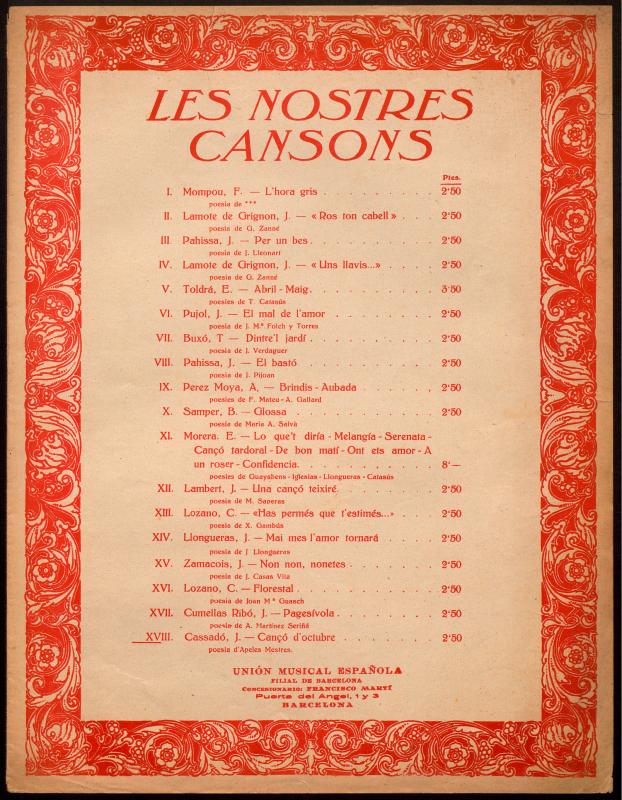 LES NOSTRES
CANSONS
Ptes.
I. Mompou, F. — L'hora gris . . . . . . . . . 2'50
poesia de ***
II. Lamote de Grignon, J. — « Ros ton cabell » . . . 2'50
poesia de G. Zanné
III. Pahissa, J. — Per un bes . . . . . . . . . 2'50
poesia de J. Lleonart
IV. Lamote de Grignon, J. — « Uns llavis...» . . . . 2'50
poesia de G. Zanné
V. Toldrá, E. — Abril - Maig . . . . . . . . . 3'50
poesies de T. Catasús
VI. Pujol, J. — El mal de l'amor . . . . . . . . 2'50
poesia de J. M.ª Folch y Torres
VII. Buxó, T — Dintre'l jardí . . . . . . . . . 2'50
poesia de J. Verdaguer
VIII. Pahissa, J. — El bastó . . . . . . . . . . 2'50
poesia de J. Pijoan
IX. Perez Moya, A, — Brindis - Aubada . . . . . . 2'50
poesies de F. Mateu - A. Gallard
X. Samper, B. — Glossa . . . . . . . . . . 2'50
poesia de Maria A. Salvà
XI. Morera. E. — Lo que't diría - Melangía - Serenata -
Cançó tardoral - De bon matí - Ont ets amor - A
un roser - Confidencia. . . . . . . . . . 8'—
poesies de Guayabens - Iglesias - Llongueras - Catasús
XII. Lambert, J. — Una cançó teixiré . . . . . . . 2'50
poesia de M. Saperas
XIII. Lozano, C. — «Has permés que t'estimés...» . . . 2'50
poesia de X. Gambús
XIV. Llongueras, J. — Mai mes l'amor tornará . . . . 2'50
poesia de J Llongueras
XV. Zamacois, J. — Non non, nonetes . . . . . . . 2'50
poesia de J. Casas Vila
XVI. Lozano, C. — Florestal . . . . . . . . . . 2'50
poesia de Joan M.ª Guasch
XVII. Cumellas Ribó, J. — Pagesívola . . . . . . . . 2'50
poesia de A. Martinez Seriñá
XVIII. Cassadó, J. — Cançó d'octubre . . . . . . . 2'50
poesia d'Apeles Mestres.
UNIÓN MUSICAL ESPAÑOLA
FILIAL DE BARCELONA
CONCESIONARIO: FRANCISCO MARTÍ
Puerta del Angel, 1 y 3
BARCELONA